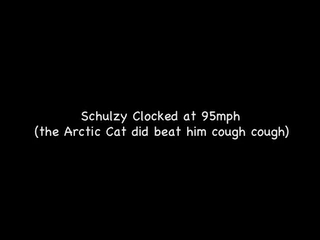 Schulzy Clocked at 95mph
(the Arctic Cat did beat him cough cough)